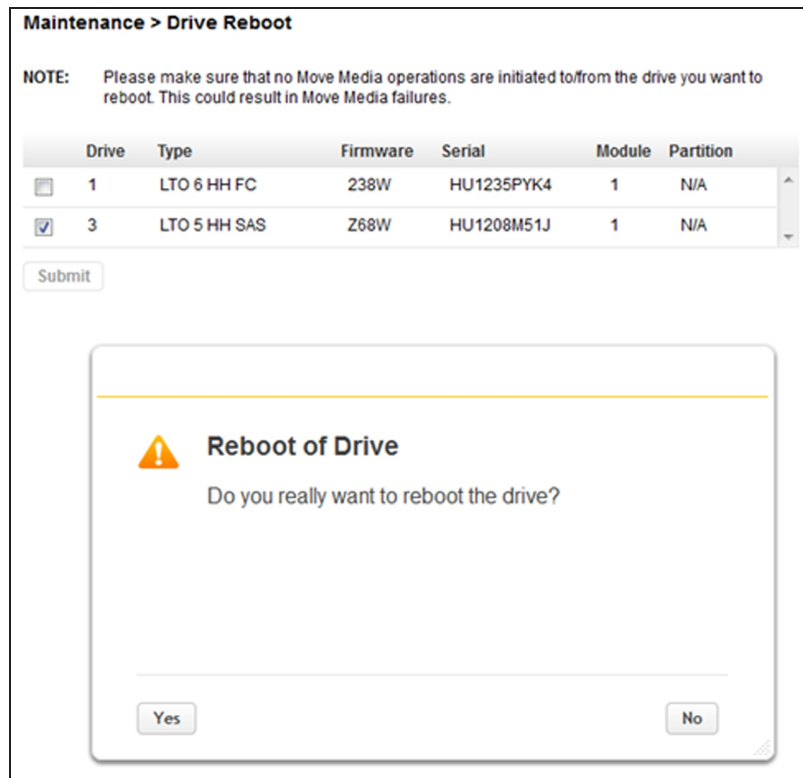 Maintenance > Drive Reboot
NOTE: Please make sure that no Move Media operations are initiated to/from the drive you want to
reboot. This could result in Move Media failures.
Drive Type Firmware Serial Module Partition
1 LTO 6 HH FC 238W HU1235PYK4 1 N/A
3 LTO 5 HH SAS Z68W HU1208M51J 1 N/A
Submit
Reboot of Drive
Do you really want to reboot the drive?
Yes No